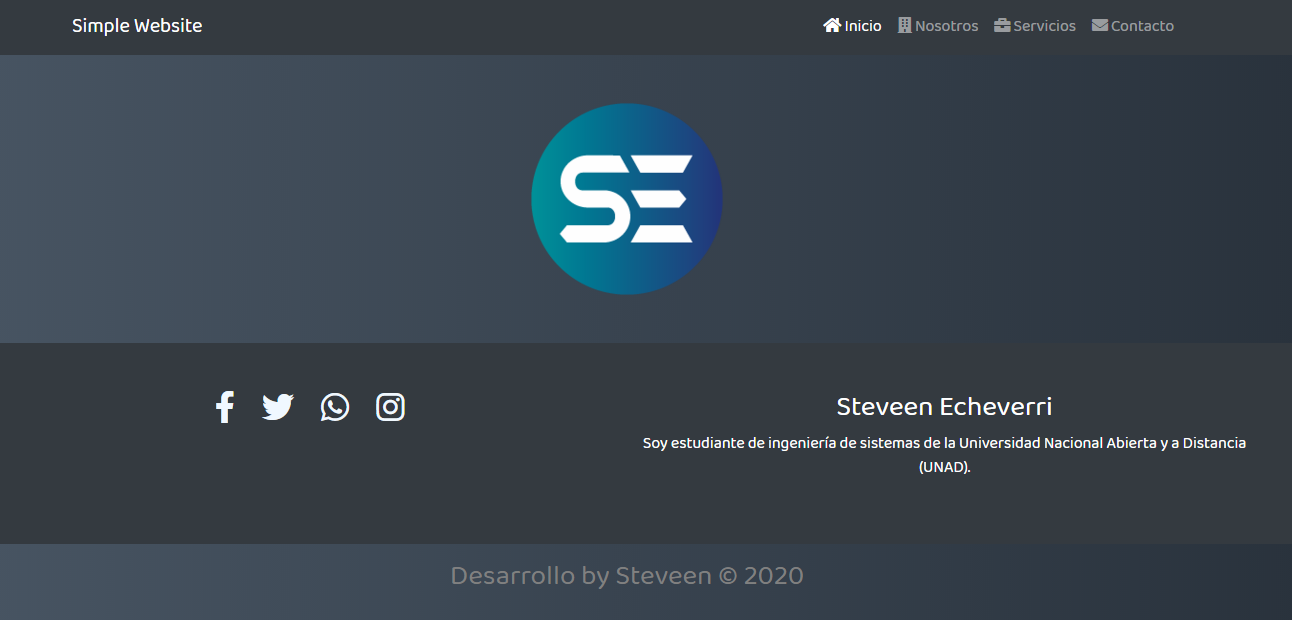 Simple Website
Inicio Nosotros Servicios Contacto
SE
Steveen Echeverri
Soy estudiante de ingeniería de sistemas de la Universidad Nacional Abierta y a Distancia
(UNAD).
Desarrollo by Steveen © 2020